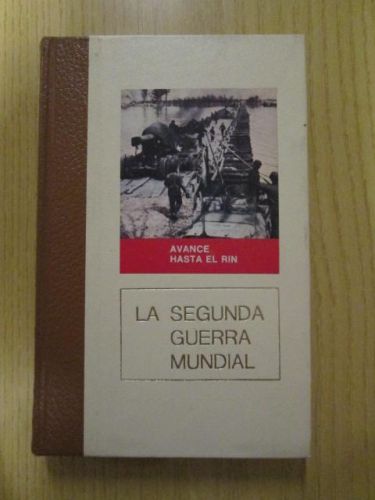 AVANCE
HASTA EL RIN
LA SEGUNDA
GUERRA
MUNDIAL